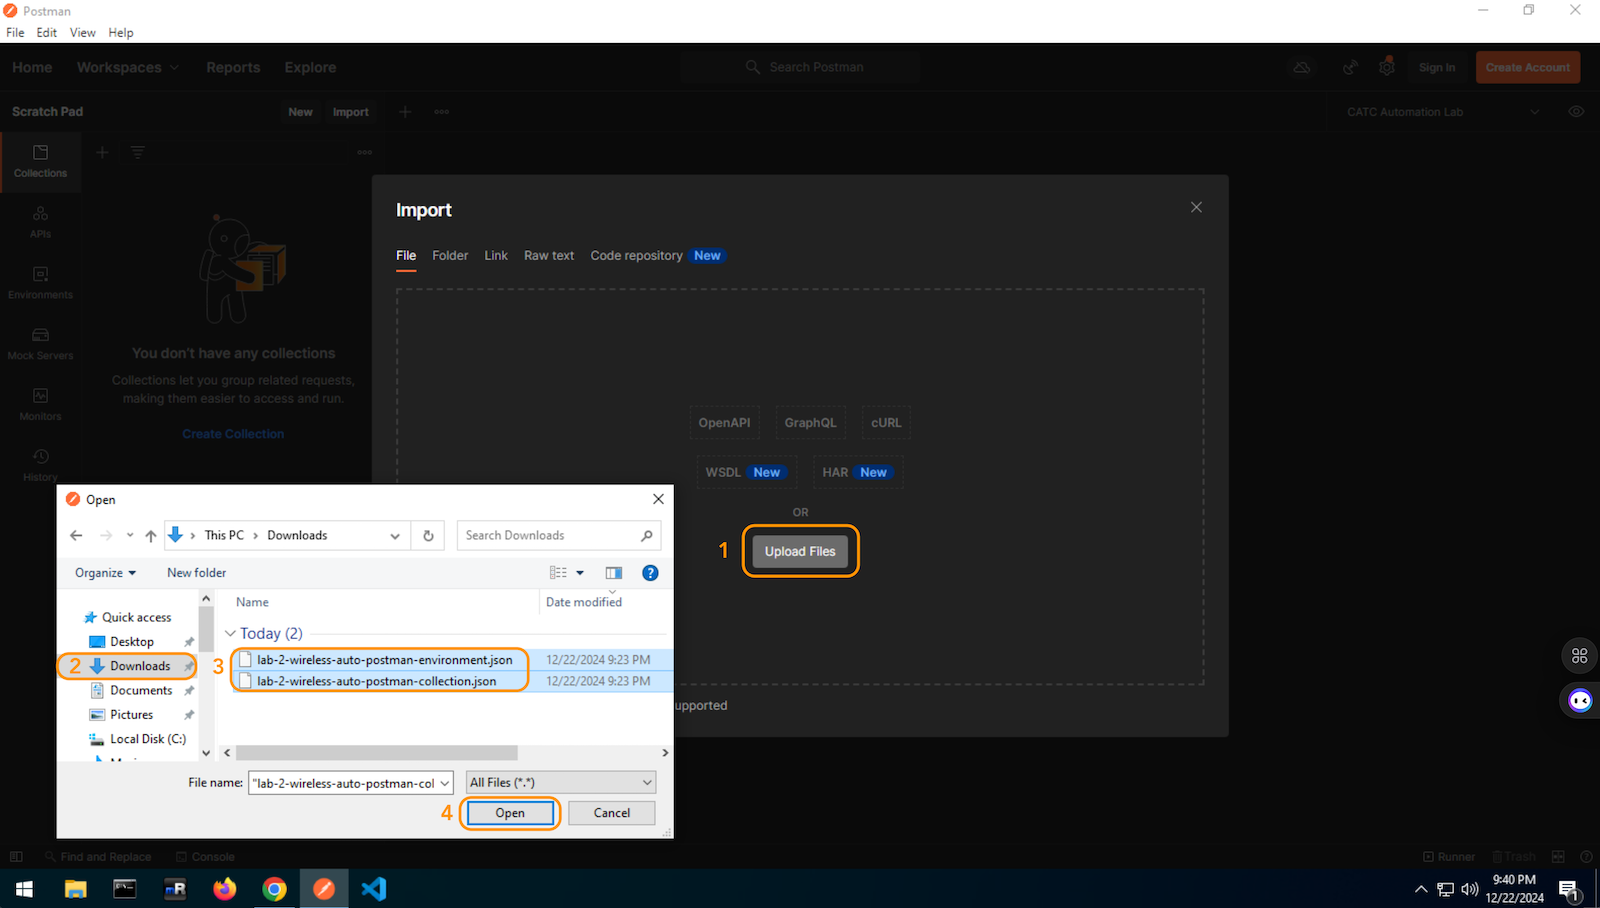 Postman
File Edit View Help
Home Workspaces Reports Explore Search Postman Sign In Create Account
Scratch Pad New Import CATC Automation Lab
Collections
APIs
Environments
Mock Servers
Monitors
History
You don't have any collections
Collections let you group related requests,
making them easier to access and run.
Create Collection
Import
File Folder Link Raw text Code repository New
OpenAPI GraphQL cURL
WSDL New HAR New
OR
1 Upload Files
upported
Open
This PC Downloads Search Downloads
Organize New folder
Name Date modified
Quick access
Desktop
2 Downloads
Documents
Pictures
Local Disk (C:)
Today (2)
3 lab-2-wireless-auto-postman-environment.json 12/22/2024 9:23 PM
lab-2-wireless-auto-postman-collection.json 12/22/2024 9:23 PM
File name: "lab-2-wireless-auto-postman-col All Files (*.*)
4 Open Cancel
Find and Replace Console Runner Trash
9:40 PM
12/22/2024
1